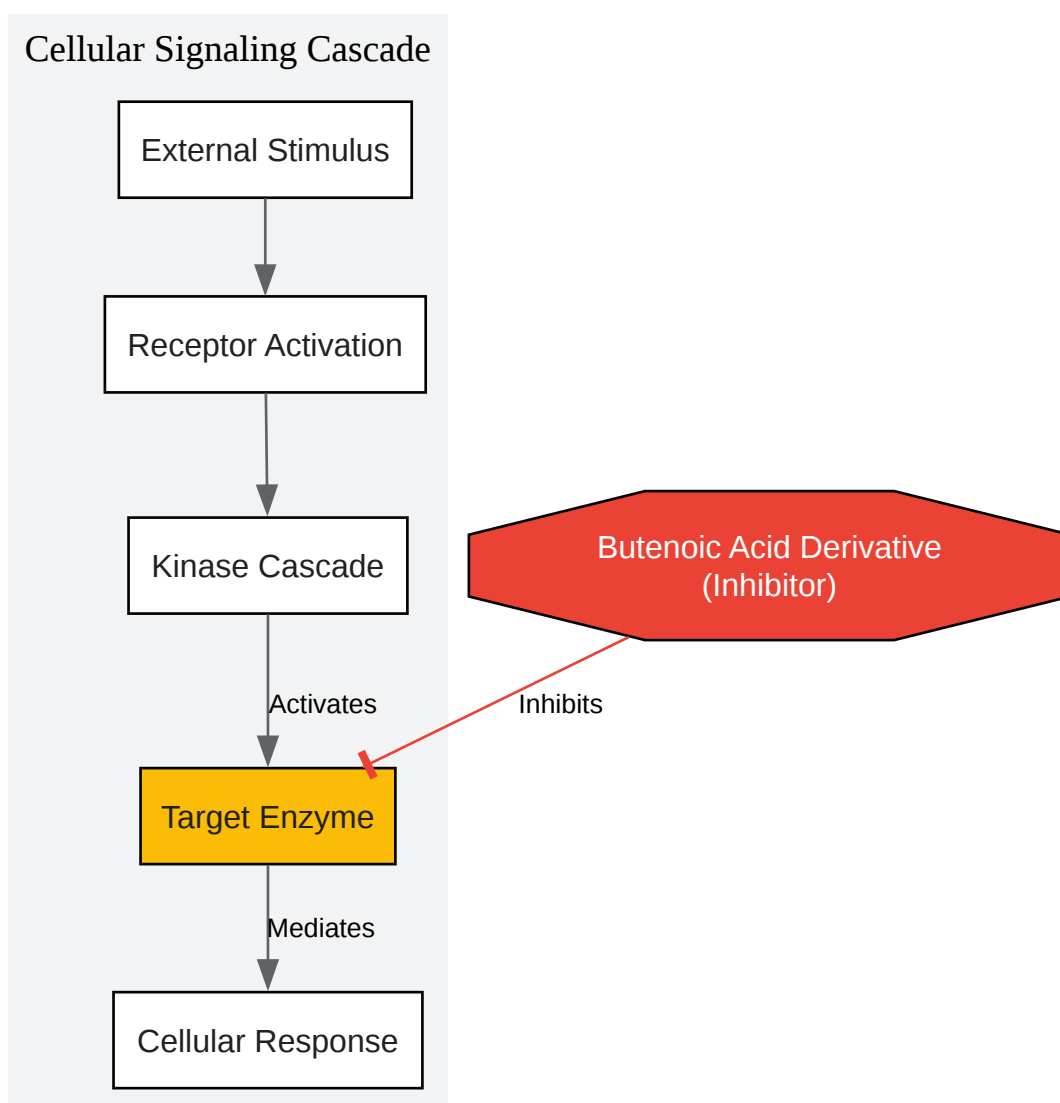 Cellular Signaling Cascade
External Stimulus
Receptor Activation
Kinase Cascade
Butenoic Acid Derivative
(Inhibitor)
Activates
Inhibits
Target Enzyme
Mediates
Cellular Response